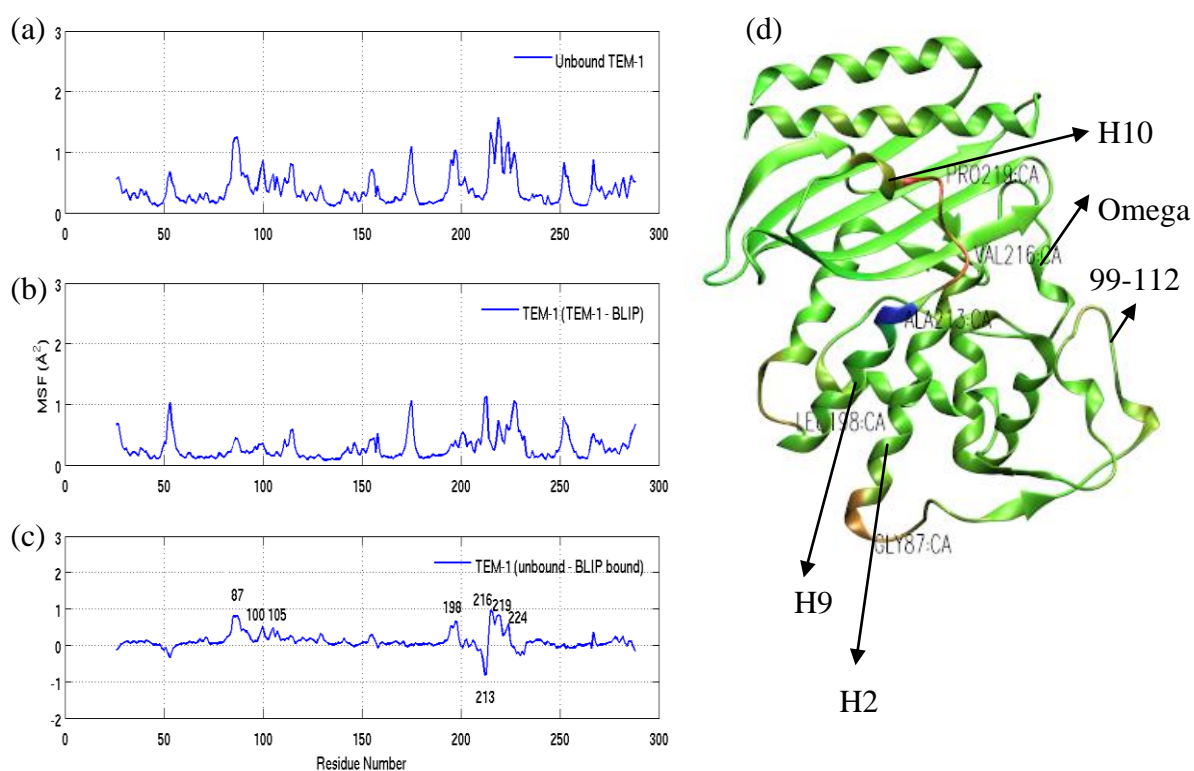 (a)
3
2
1
0
Unbound TEM-1
0 50 100 150 200 250 300
(b)
3
2
1
0
MSF (Å²)
TEM-1 (TEM-1 - BLIP)
0 50 100 150 200 250 300
(c)
3
2
1
0
-1
-2
TEM-1 (unbound - BLIP bound)
87
100 105
198
216 219
224
213
0 50 100 150 200 250 300
Residue Number
(d)
H10
PRO219:CA
Omega
VAL216:CA
99-112
ALA213:CA
198:CA
GLY87:CA
H9
H2